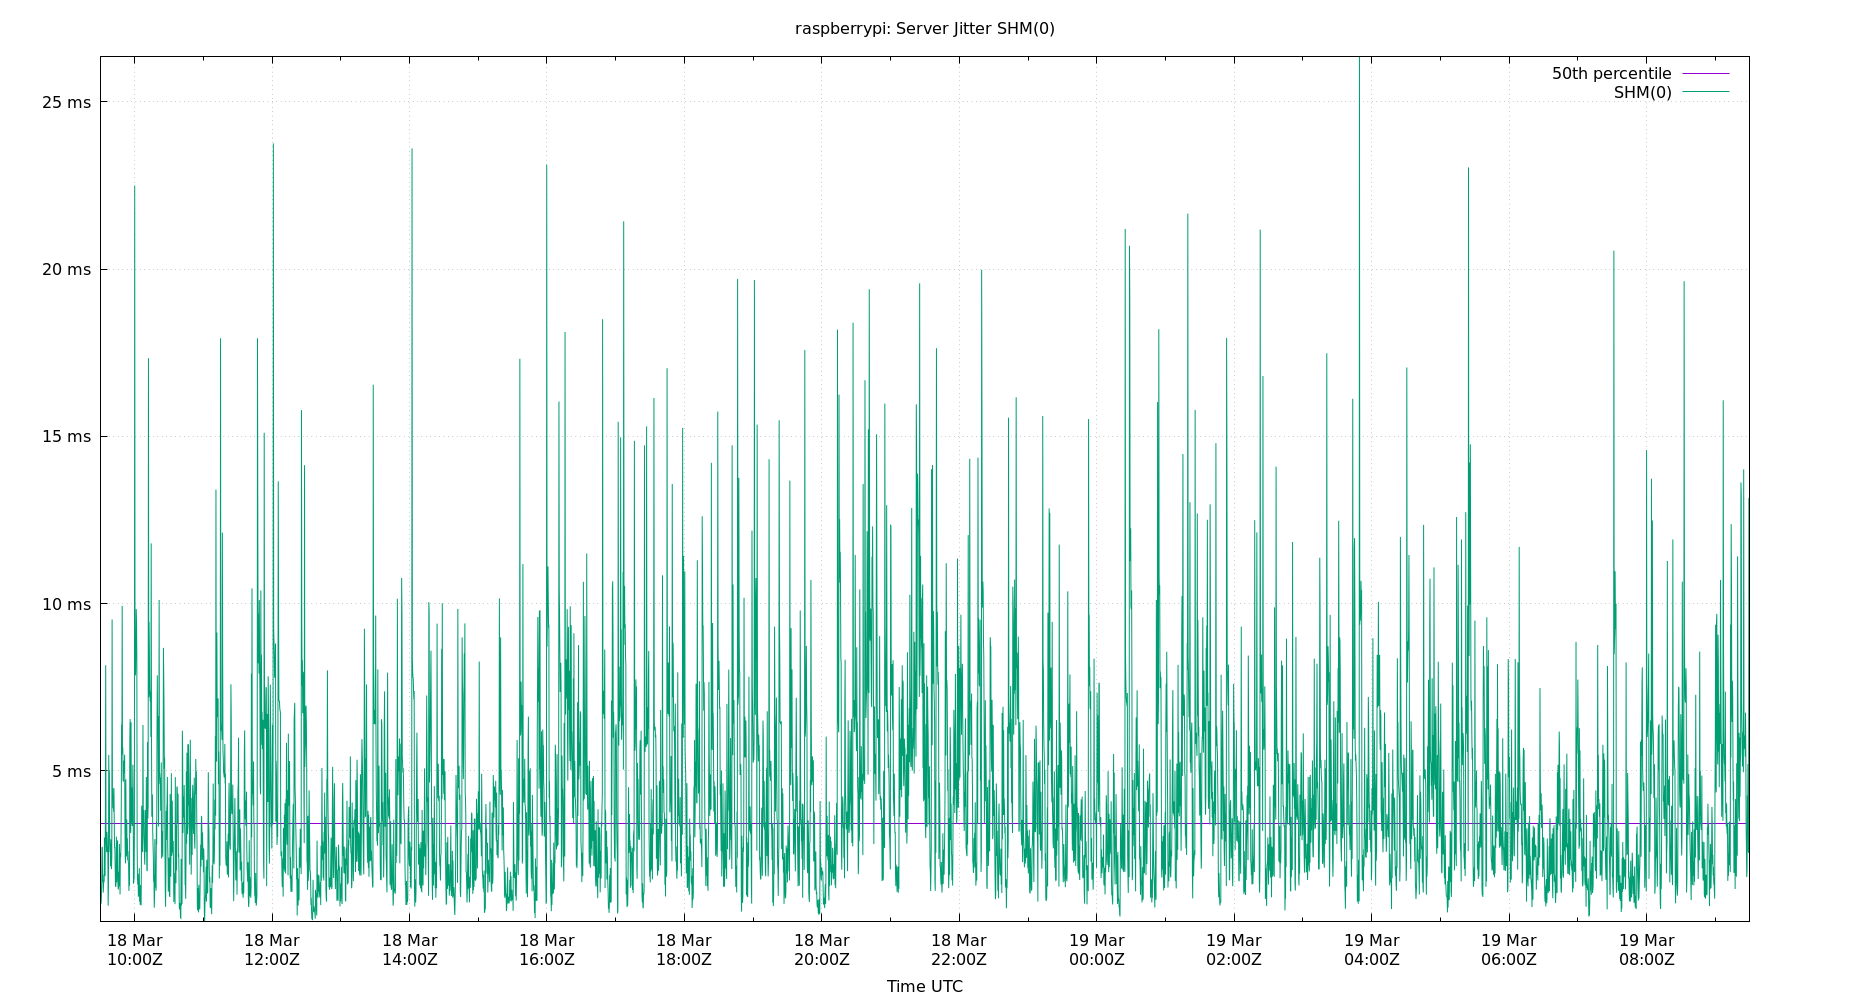 raspberrypi: Server Jitter SHM(0)
50th percentile
SHM(0)
25 ms
20 ms
15 ms
10 ms
5 ms
18 Mar 18 Mar 18 Mar 18 Mar 18 Mar 18 Mar 18 Mar 19 Mar 19 Mar 19 Mar 19 Mar 19 Mar
10:00Z 12:00Z 14:00Z 16:00Z 18:00Z 20:00Z 22:00Z 00:00Z 02:00Z 04:00Z 06:00Z 08:00Z
Time UTC